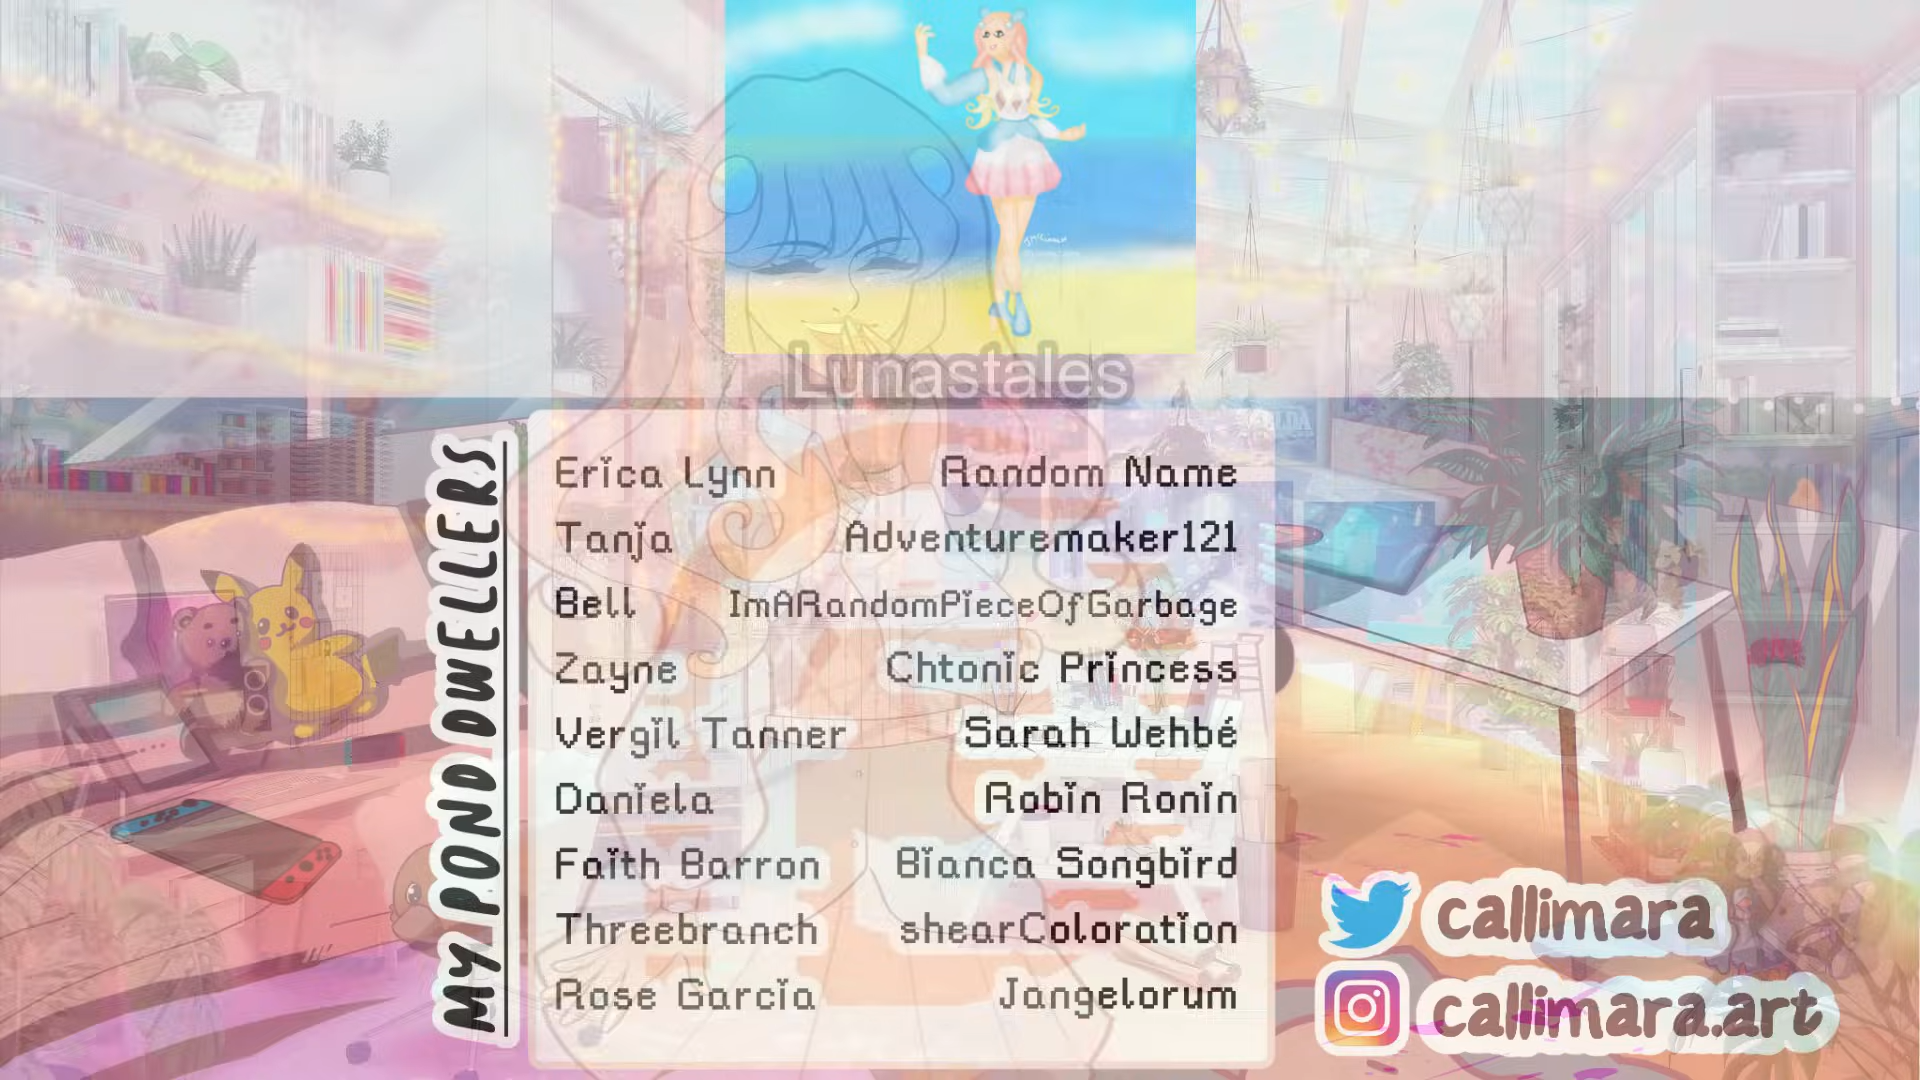 Lunastales
MY POND DWELLERS
Erica Lynn
Random Name
Tanja
Adventuremaker121
Bell
ImARandomPieceOfGarbage
Zayne
Chtonic Princess
Vergil Tanner
Sarah Wehbé
Daniela
Robin Ronin
Faith Barron
Bianca Songbird
Threebranch
shearColoration
Rose Garcia
Jangelorum
callimara
callimara.art